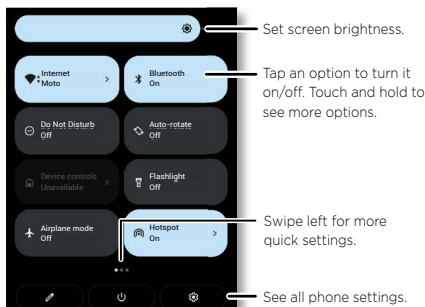 Set screen brightness.
Internet
Moto
Bluetooth
On
Tap an option to turn it
on/off. Touch and hold to
see more options.
Do Not Disturb
Off
Auto-rotate
Off
Device controls
Unavailable
Flashlight
Off
Airplane mode
Off
Hotspot
On
Swipe left for more
quick settings.
See all phone settings.